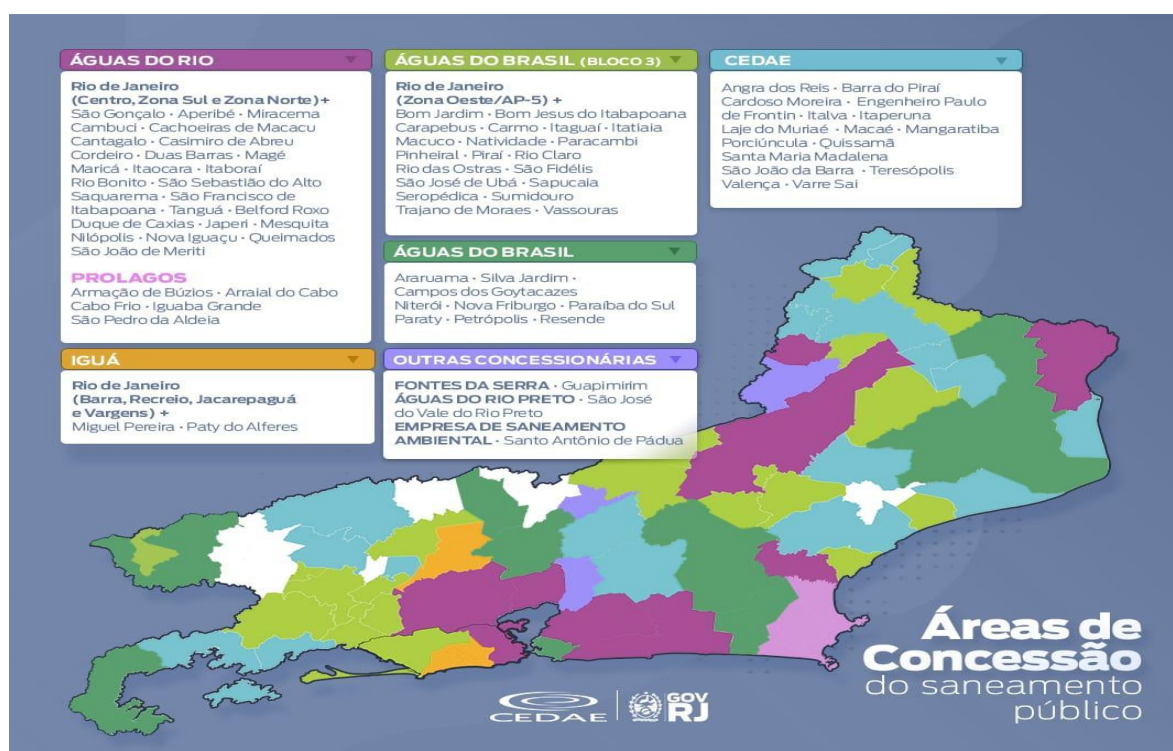 ÁGUAS DO RIO
Rio de Janeiro
(Centro, Zona Sul e Zona Norte) +
São Gonçalo · Aperibé · Miracema
Cambuci · Cachoeiras de Macacu
Cantagalo · Casimiro de Abreu
Cordeiro · Duas Barras · Magé
Maricá · Itaocara · Itaboraí
Rio Bonito · São Sebastião do Alto
Saquarema · São Francisco de
Itabapoana · Tanguá · Belford Roxo
Duque de Caxias · Japeri · Mesquita
Nilópolis · Nova Iguaçu · Queimados
São João de Meriti
PROLAGOS
Armação de Búzios · Arraial do Cabo
Cabo Frio · Iguaba Grande
São Pedro da Aldeia
IGUÁ
Rio de Janeiro
(Barra, Recreio, Jacarepaguá
e Vargens) +
Miguel Pereira · Paty do Alferes
ÁGUAS DO BRASIL (BLOCO 3)
Rio de Janeiro
(Zona Oeste/AP-5) +
Bom Jardim · Bom Jesus do Itabapoana
Carapebus · Carmo · Itaguaí · Itatiaia
Macuco · Natividade · Paracambi
Pinheiral · Piraí · Rio Claro
Rio das Ostras · São Fidélis
São José de Ubá · Sapucaia
Seropédica · Sumidouro
Trajano de Moraes · Vassouras
ÁGUAS DO BRASIL
Araruama · Silva Jardim ·
Campos dos Goytacazes
Niterói · Nova Friburgo · Paraíba do Sul
Paraty · Petrópolis · Resende
OUTRAS CONCESSIONÁRIAS
FONTES DA SERRA · Guapimirim
ÁGUAS DO RIO PRETO · São José
do Vale do Rio Preto
EMPRESA DE SANEAMENTO
AMBIENTAL · Santo Antônio de Pádua
CEDAE
Angra dos Reis · Barra do Piraí
Cardoso Moreira · Engenheiro Paulo
de Frontin · Italva · Itaperuna
Laje do Muriaé · Macaé · Mangaratiba
Porciúncula · Quissamã
Santa Maria Madalena
São João da Barra · Teresópolis
Valença · Varre Sai
Áreas de
Concessão
do saneamento
público
CEDAE
GOV
RJ